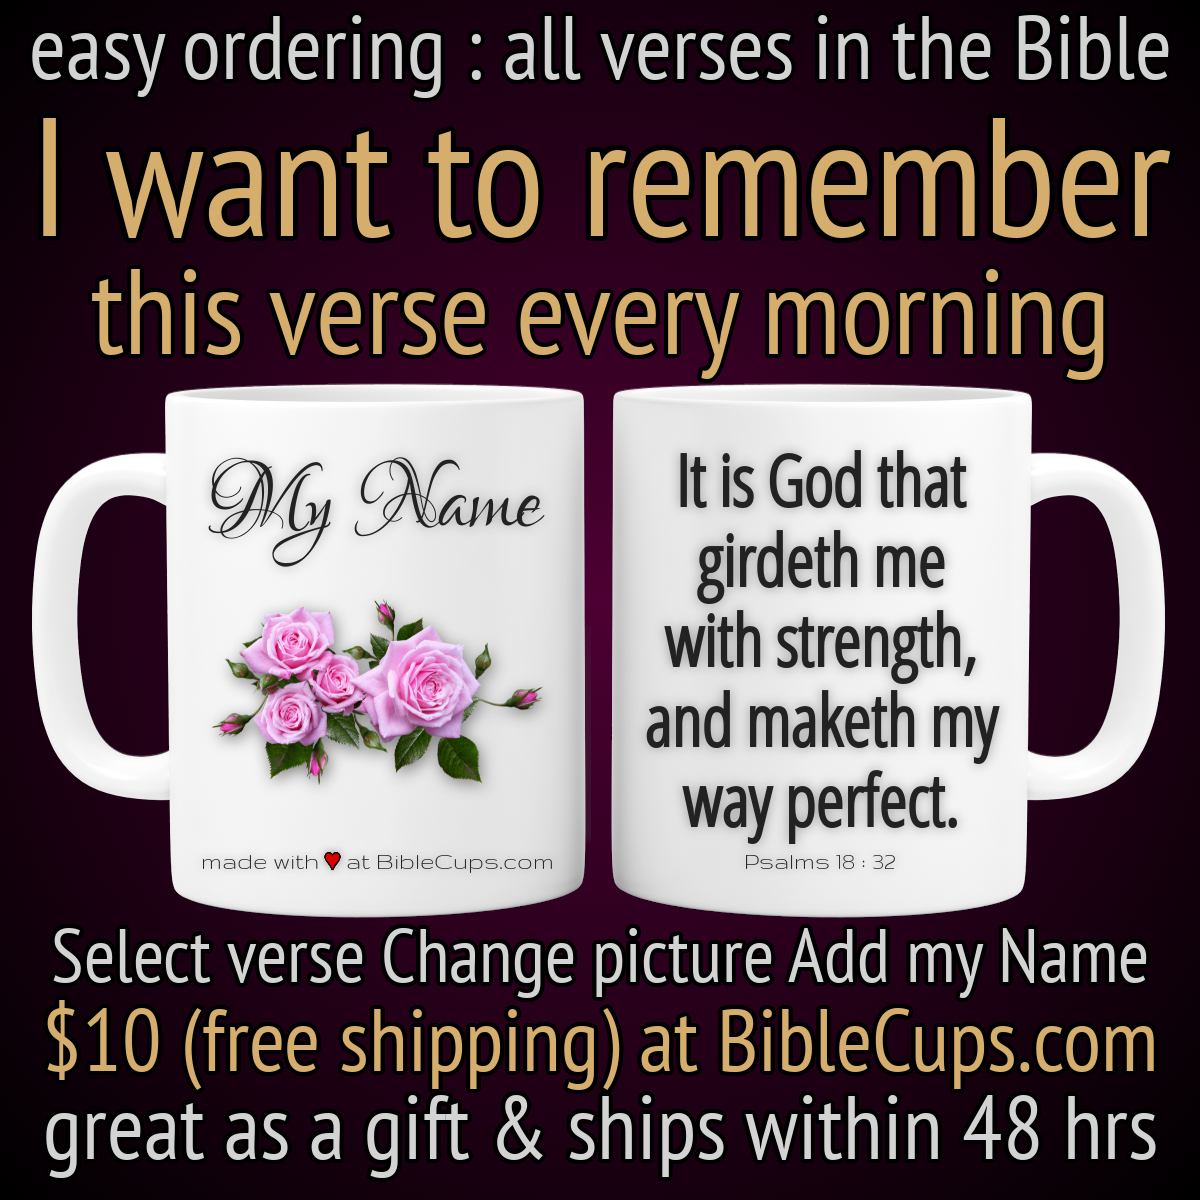 easy ordering : all verses in the Bible
I want to remember
this verse every morning
My Name
made with ❤ at BibleCups.com
It is God that
girdeth me
with strength,
and maketh my
way perfect.
Psalms 18 : 32
Select verse Change picture Add my Name
$10 (free shipping) at BibleCups.com
great as a gift & ships within 48 hrs